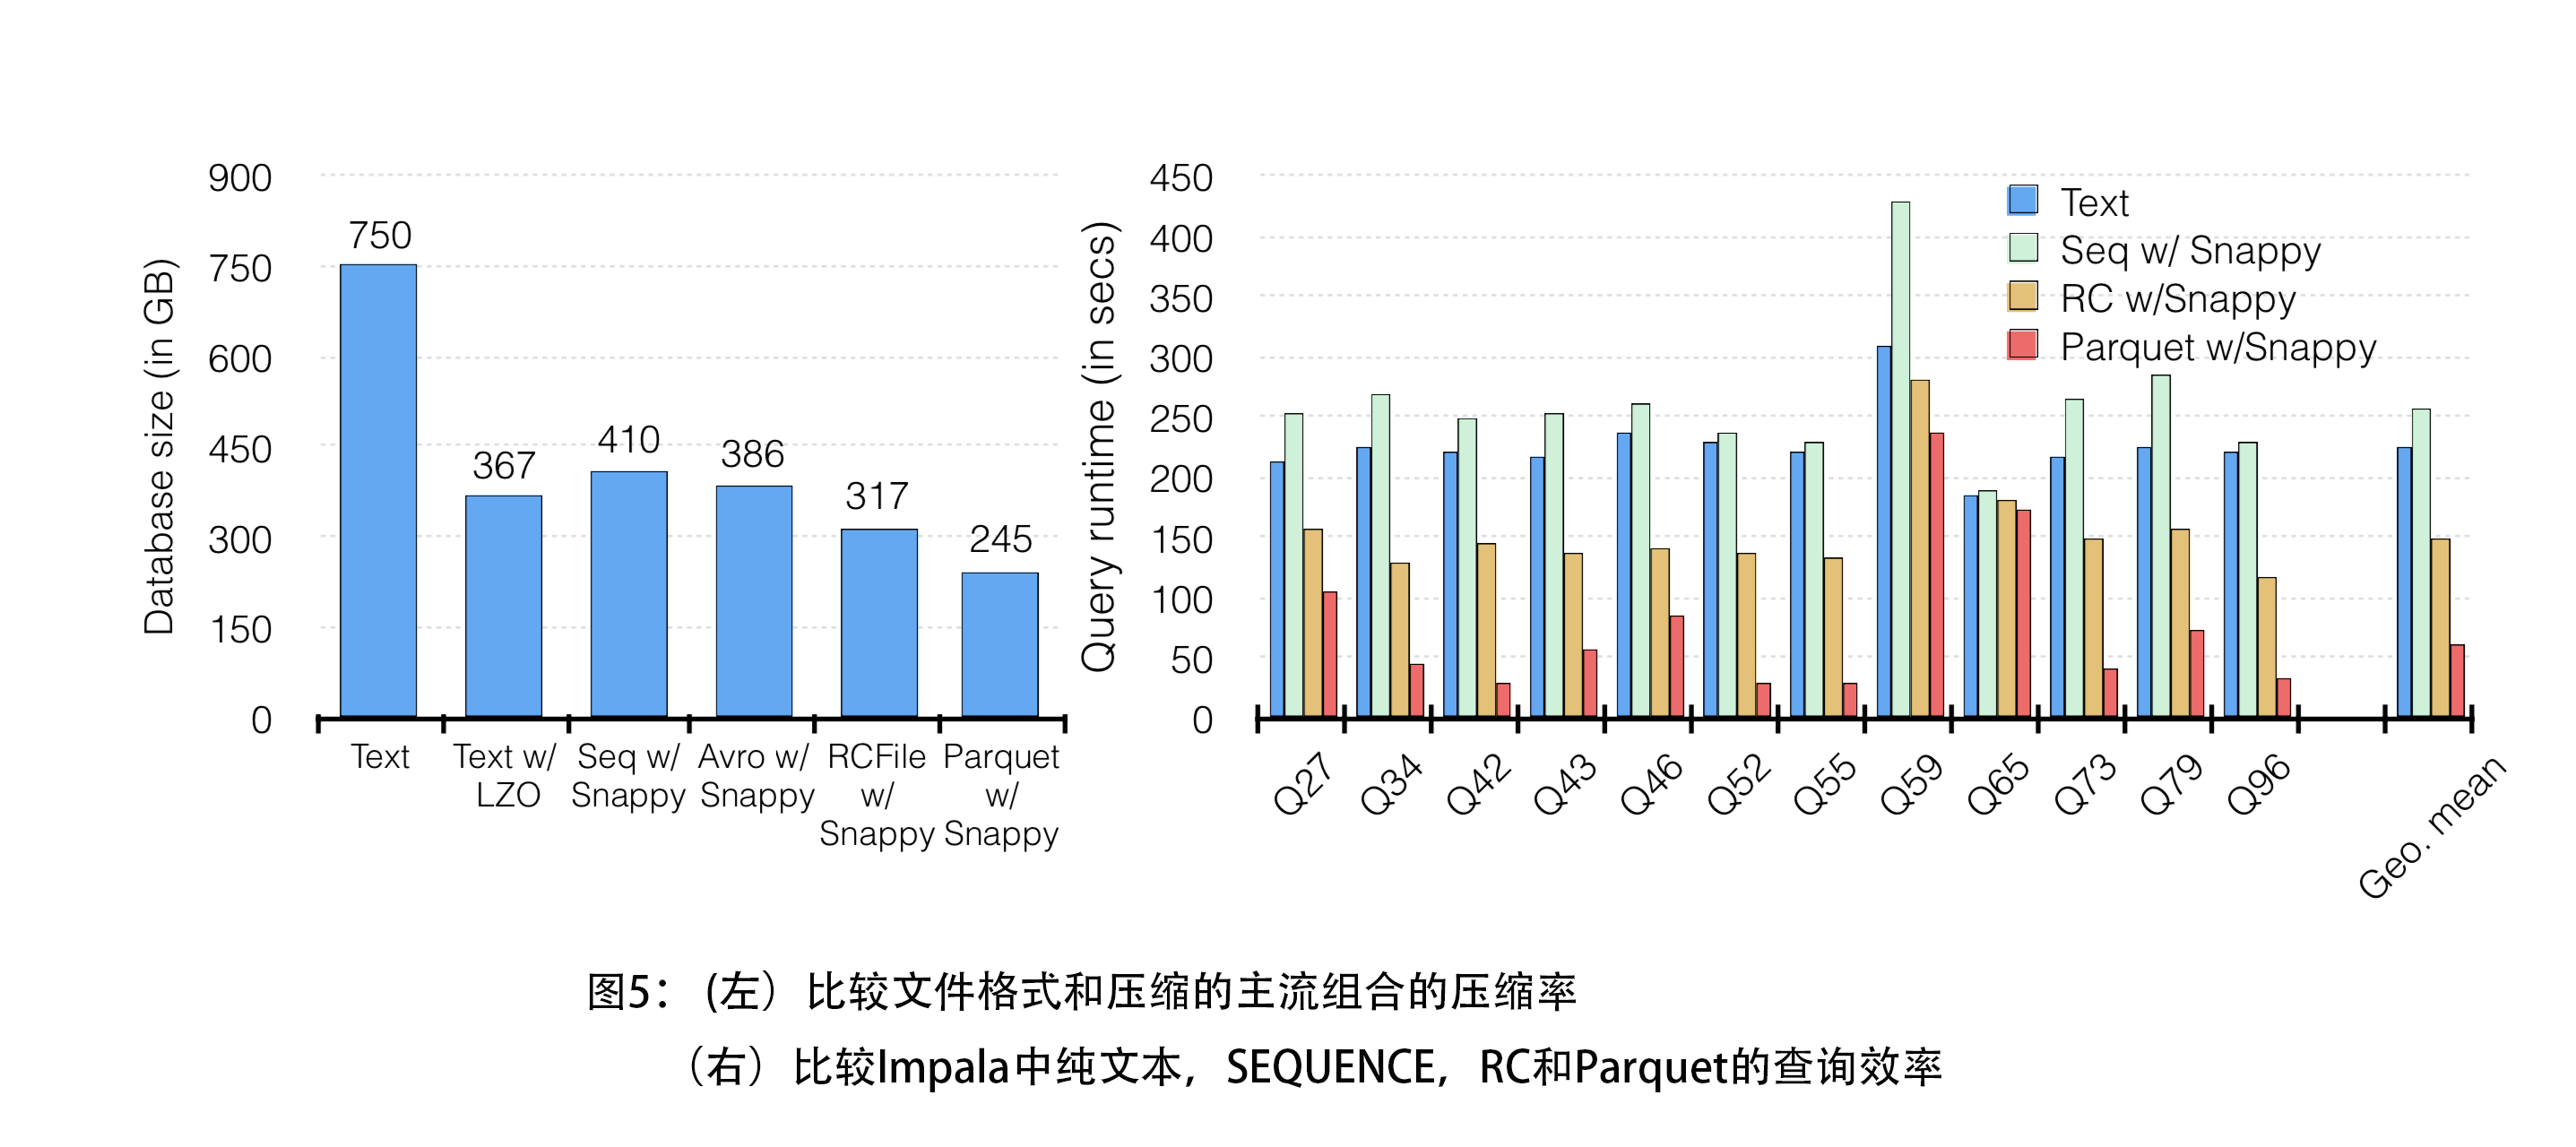 900
750
600
450
300
150
0
Database size (in GB)
750
367
410
386
317
245
Text
Text w/
LZO
Seq w/
Snappy
Avro w/
Snappy
RCFile
w/
Snappy
Parquet
w/
Snappy
450
400
350
300
250
200
150
100
50
0
Query runtime (in secs)
Text
Seq w/ Snappy
RC w/Snappy
Parquet w/Snappy
Q27
Q34
Q42
Q43
Q46
Q52
Q55
Q59
Q65
Q73
Q79
Q96
Geo. mean
图5： (左）比较文件格式和压缩的主流组合的压缩率
（右）比较Impala中纯文本，SEQUENCE，RC和Parquet的查询效率